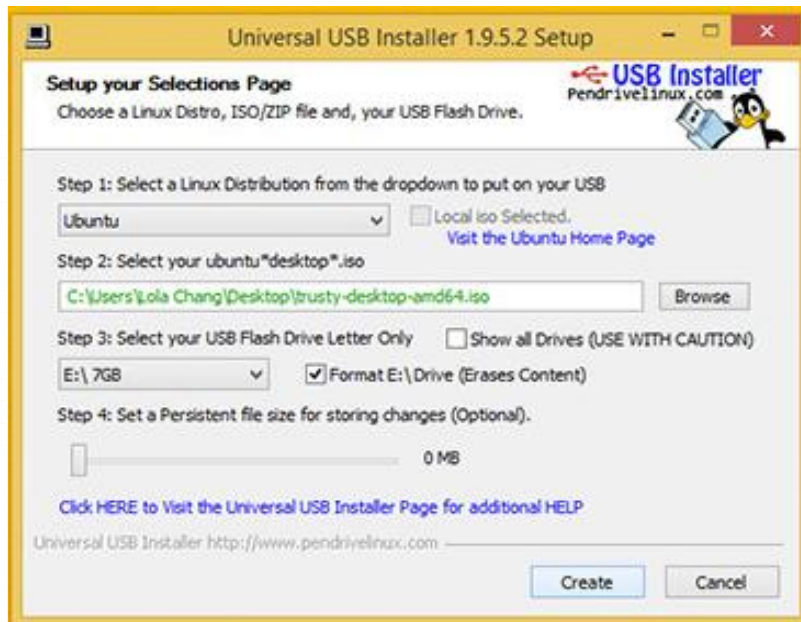 Universal USB Installer 1.9.5.2 Setup
Setup your Selections Page
Choose a Linux Distro, ISO/ZIP file and, your USB Flash Drive.
USB Installer
Pendrivelinux.com
Step 1: Select a Linux Distribution from the dropdown to put on your USB
Ubuntu
Local iso Selected.
Visit the Ubuntu Home Page
Step 2: Select your ubuntu*desktop*.iso
C:\Users\Lola Chang\Desktop\trusty-desktop-amd64.iso
Browse
Step 3: Select your USB Flash Drive Letter Only
Show all Drives (USE WITH CAUTION)
E:\ 7GB
Format E:\ Drive (Erases Content)
Step 4: Set a Persistent file size for storing changes (Optional).
0 MB
Click HERE to Visit the Universal USB Installer Page for additional HELP
Universal USB Installer http://www.pendrivelinux.com
Create
Cancel